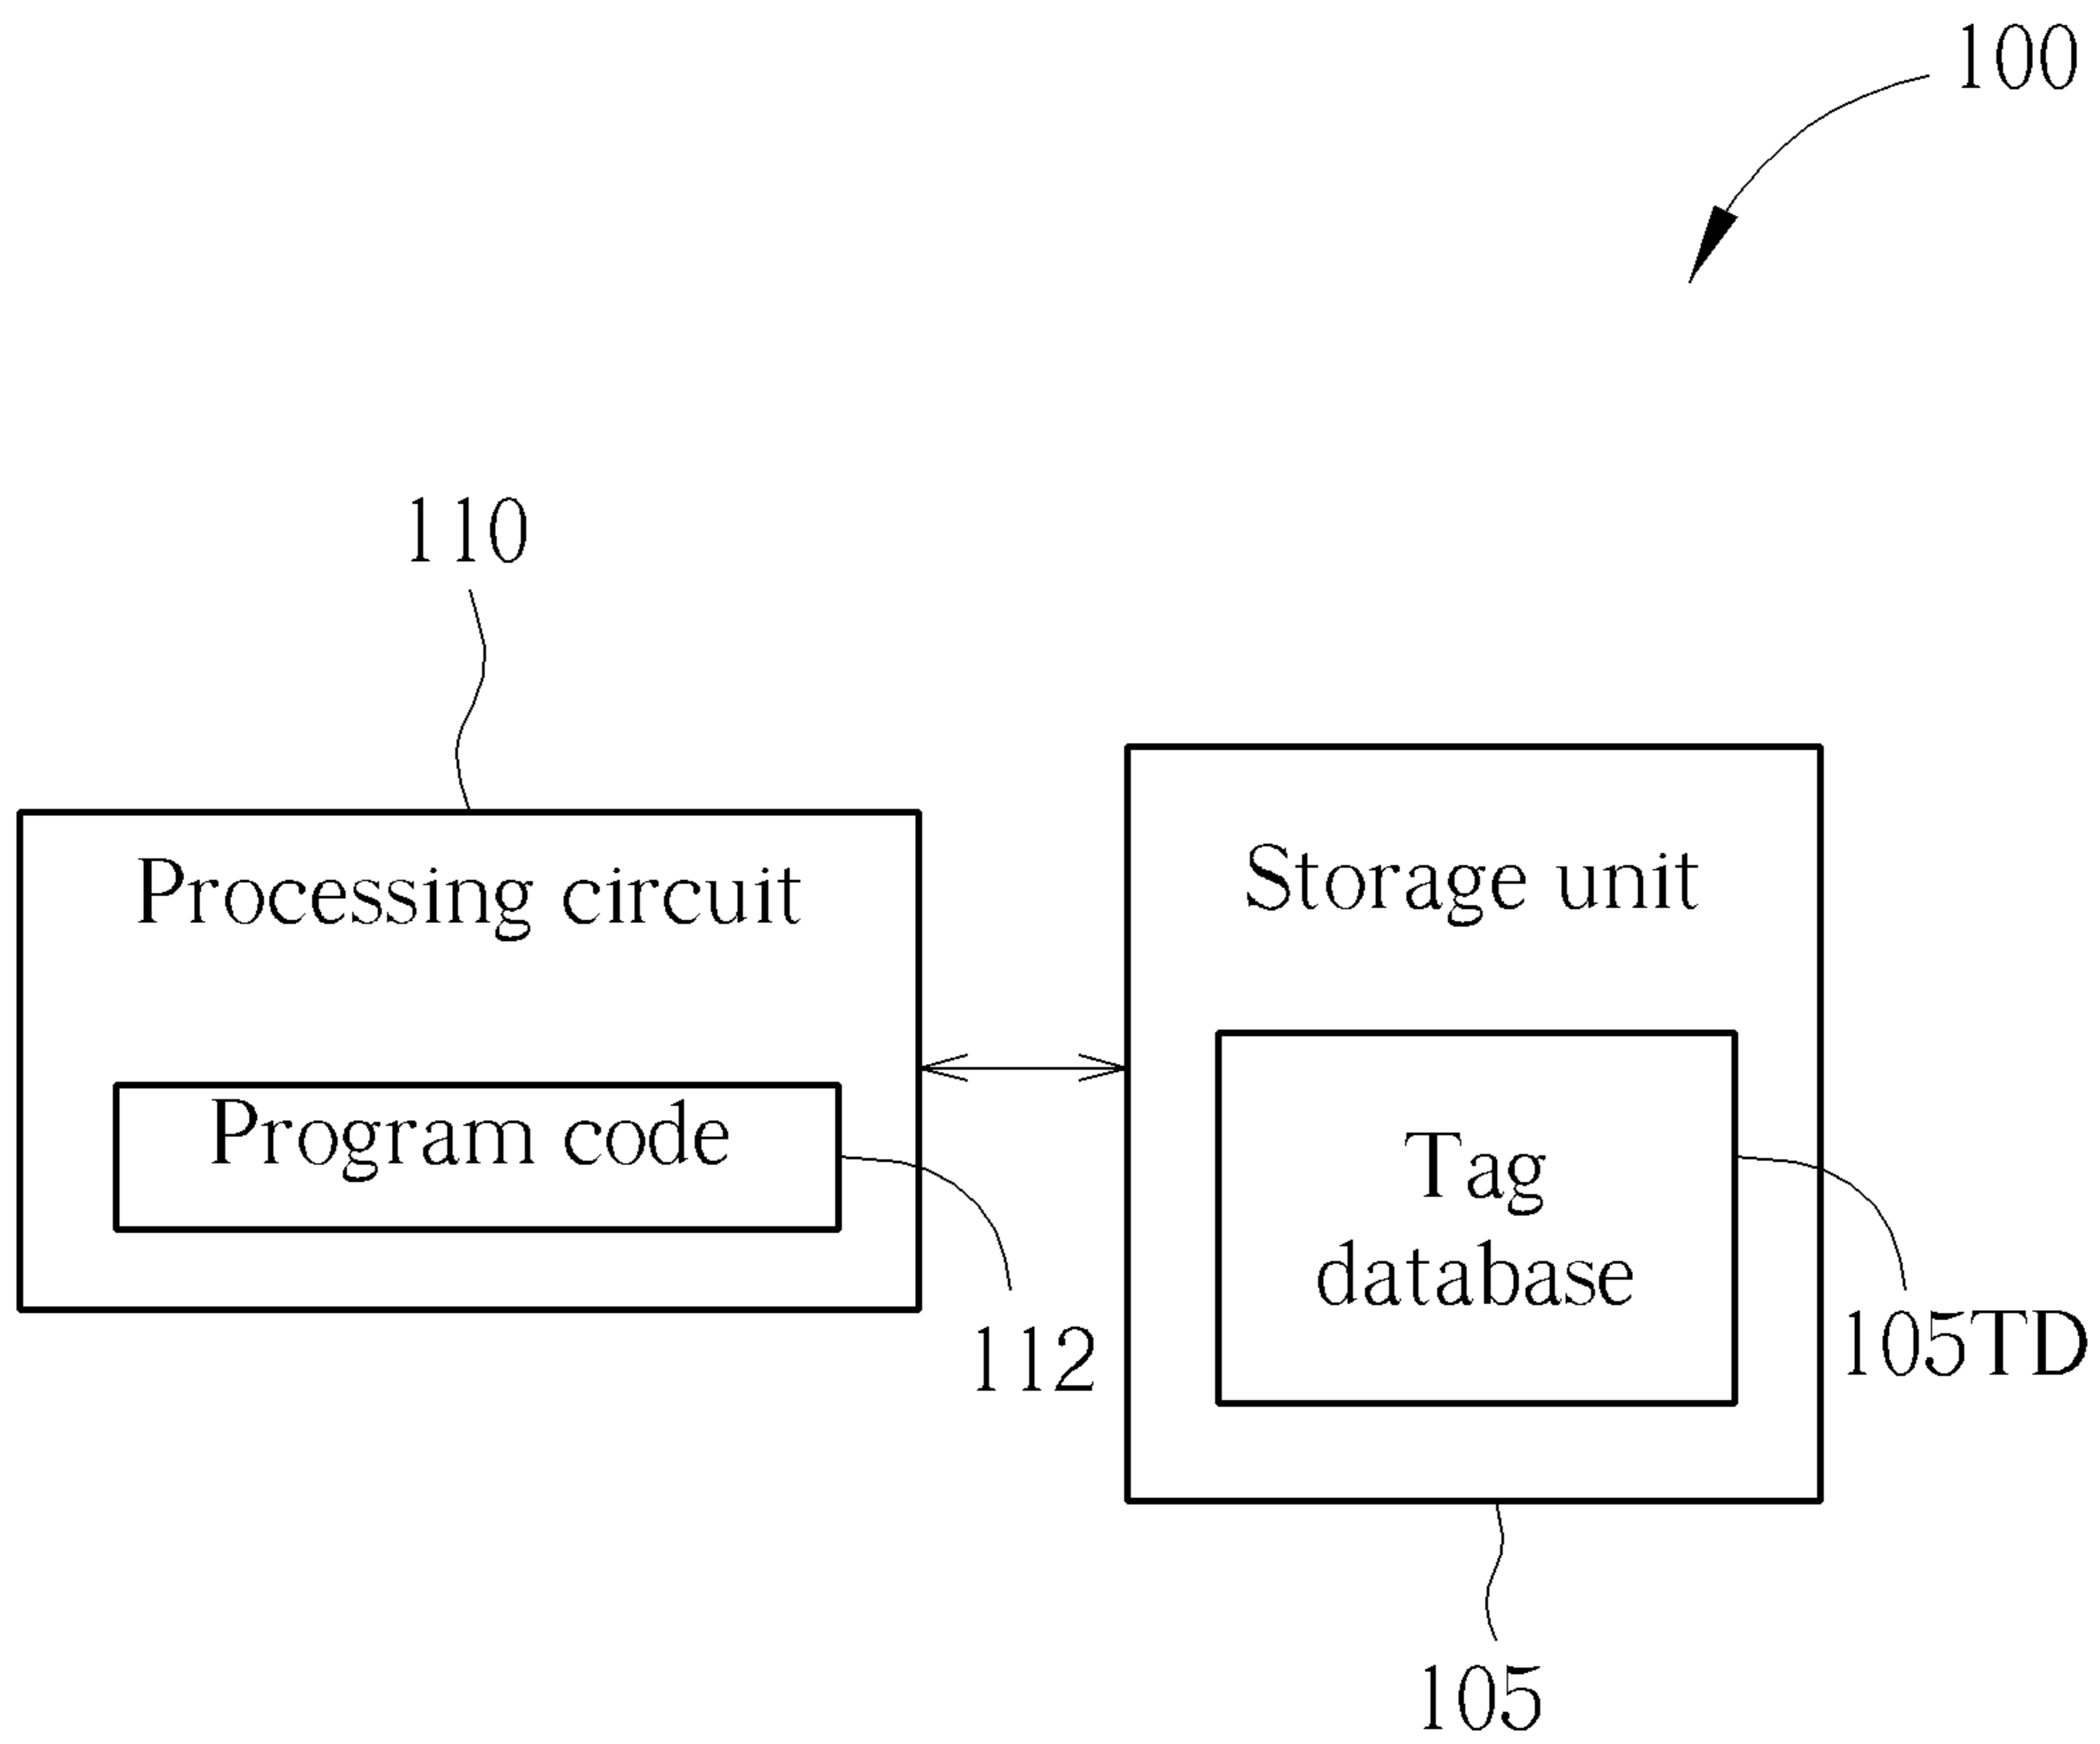 100
110
Processing circuit
Storage unit
Program code
Tag
database
112
105TD
105